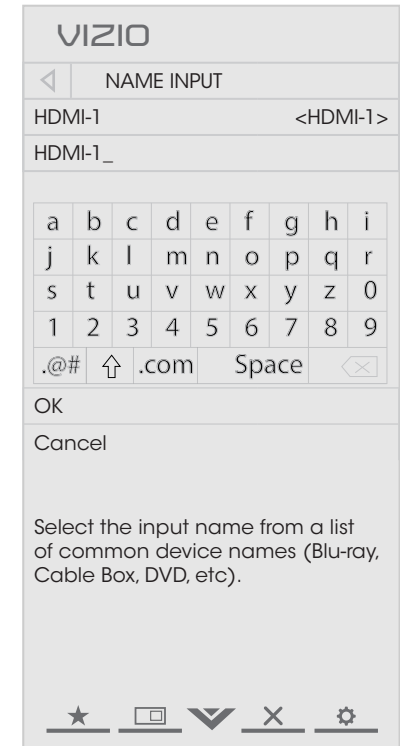 VIZIO
NAME INPUT
HDMI-1 <HDMI-1>
HDMI-1_
a b c d e f g h i
j k l m n o p q r
s t u v w x y z 0
1 2 3 4 5 6 7 8 9
.@# .com Space
OK
Cancel
Select the input name from a list
of common device names (Blu-ray,
Cable Box, DVD, etc).